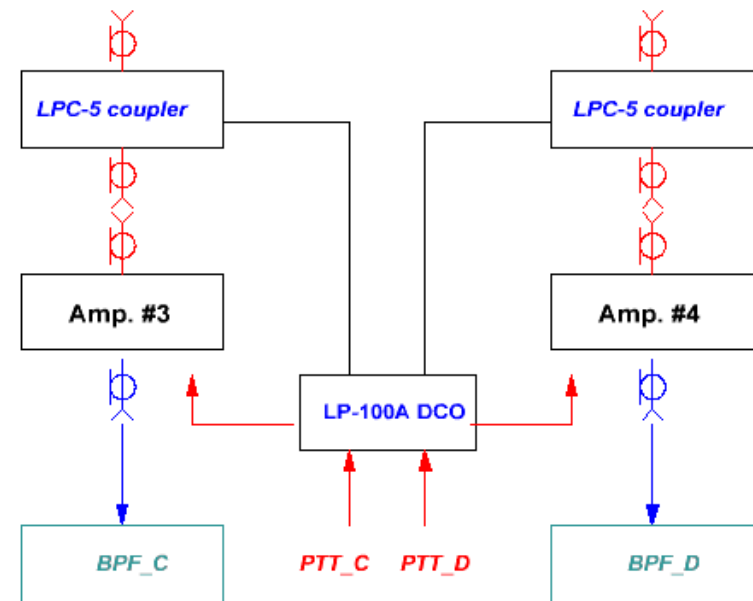 LPC-5 coupler
LPC-5 coupler
Amp. #3
Amp. #4
LP-100A DCO
BPF_C
PTT_C
PTT_D
BPF_D